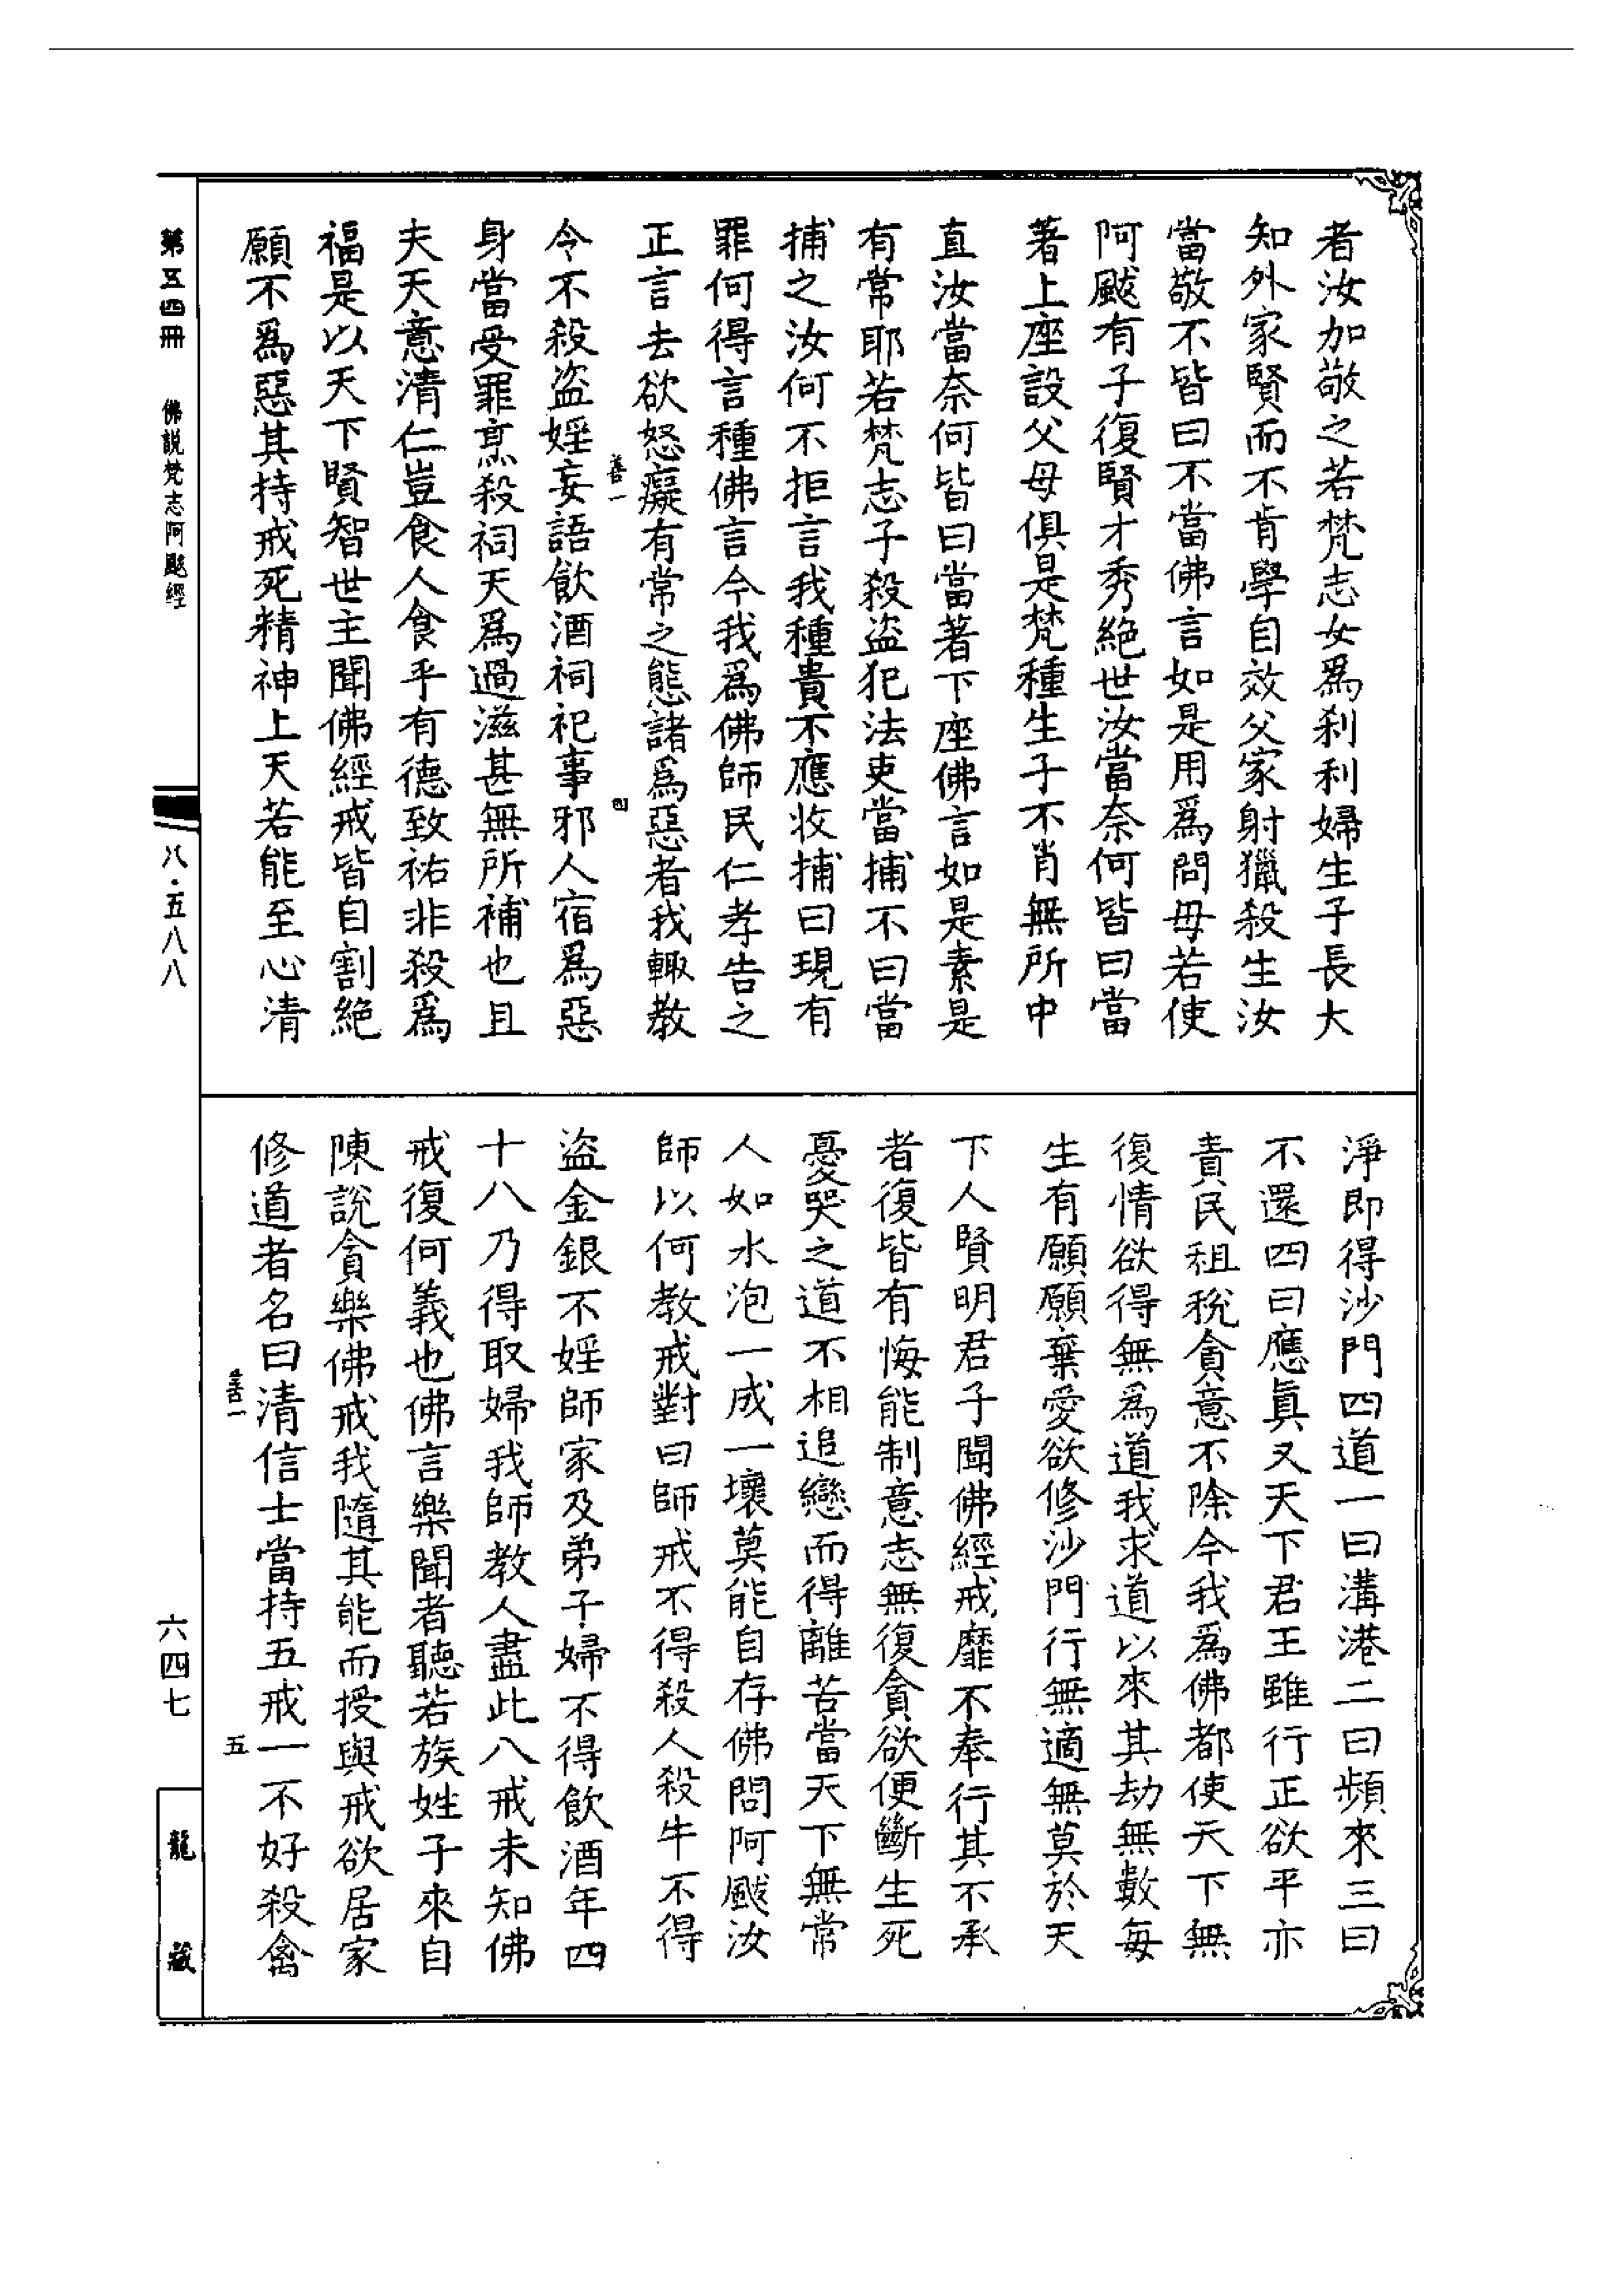 者汝加敬之若梵志女爲刹利婦生子長大
知外家賢而不肯學自效父家射獵殺生汝
當敬不皆曰不當佛言如是用爲問毋若使
阿颰有子復賢才秀絶世汝當奈何皆曰當
著上座設父母俱是梵種生子不肖無所中
直汝當奈何皆曰當著下座佛言如是素是
有常耶若梵志子殺盗犯法吏當捕不曰當
捕之汝何不拒言我種貴不應收捕曰現有
罪何得言種佛言今我爲佛師民仁孝告之
正言去欲怒癡有常之態諸爲惡者我輙教
善一
四
令不殺盗婬妄語飲酒祠祀事邪人宿爲惡
身當受罪烹殺祠天爲過滋甚無所補也且
夫天意清仁豈食人食乎有德致祐非殺爲
福是以天下賢智世主聞佛經戒皆自割絶
願不爲惡其持戒死精神上天若能至心清
淨即得沙門四道一曰溝港二曰頻來三曰
不還四曰應眞又天下君王雖行正欲平亦
責民租稅貪意不除今我爲佛都使天下無
復情欲得無爲道我求道以來其劫無數每
生有願願棄愛欲修沙門行無適無莫於天
下人賢明君子聞佛經戒靡不奉行其不承
者復皆有悔能制意志無復貪欲便斷生死
憂哭之道不相追戀而得離苦當天下無常
人如水泡一成一壞莫能自存佛問阿颰汝
師以何教戒對曰師戒不得殺人殺牛不得
盜金銀不婬師家及弟子婦不得飲酒年四
十八乃得取婦我師教人盡此八戒未知佛
戒復何義也佛言樂聞者聽若族姓子來自
陳說貪樂佛戒我隨其能而授與戒欲居家
修道者名曰清信士當持五戒一不好殺禽
善一
五
第五四冊
佛説梵志阿颰經
八·五八八
六四七
龍藏